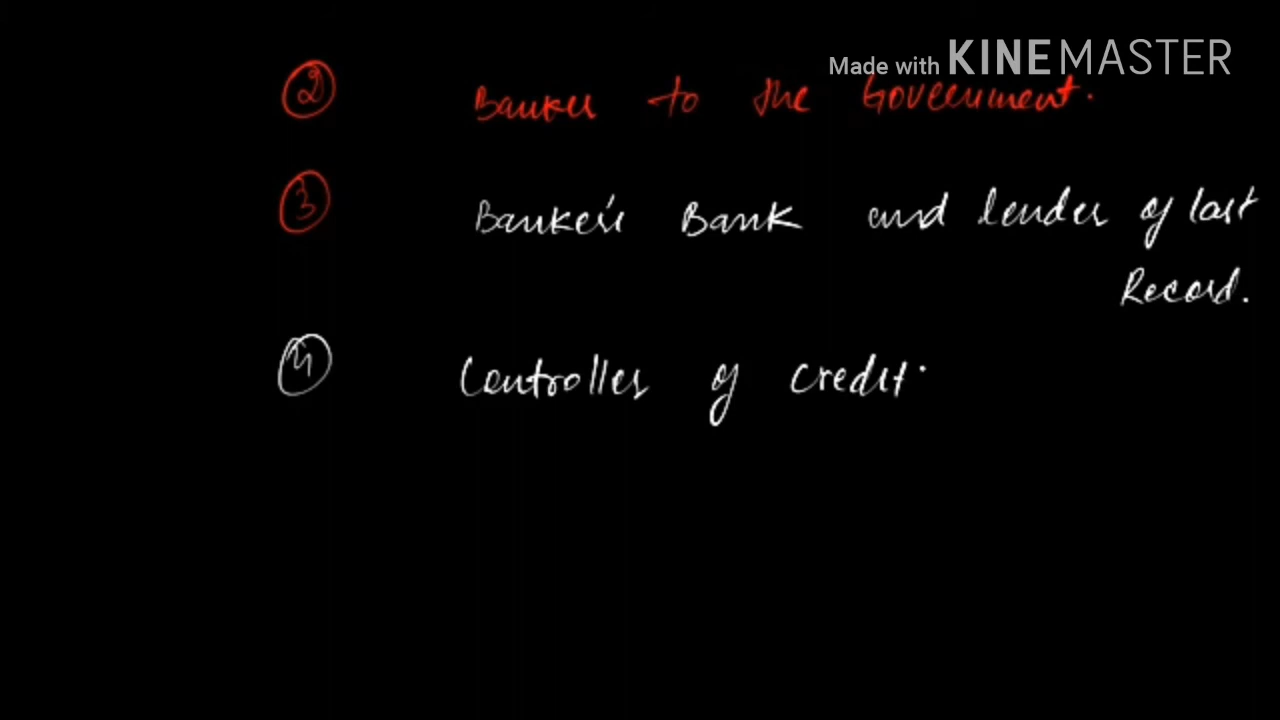 Made with KINEMASTER
② Banker to the Government.
③ Banker's Bank and lender of last
Record.
④ Controller of credit.